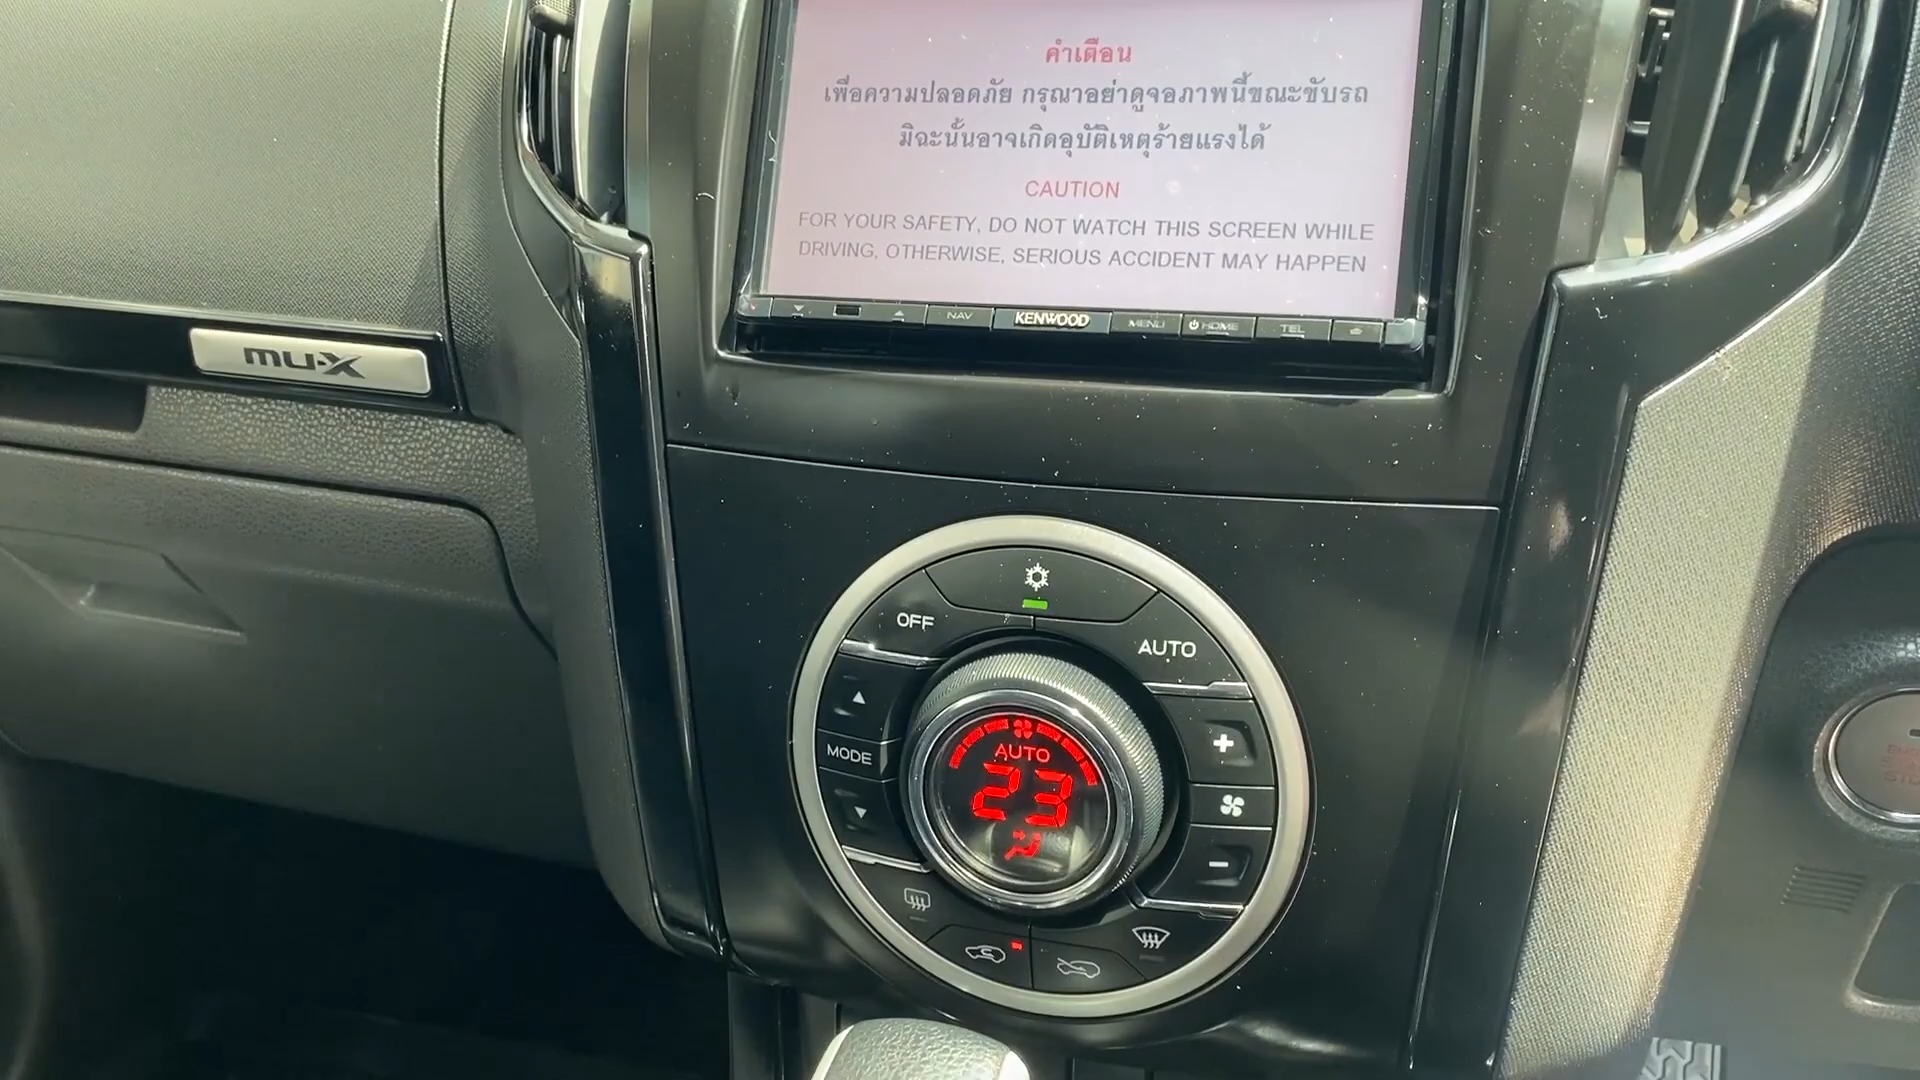 คำเตือน
เพื่อความปลอดภัย กรุณาอย่าดูจอภาพนี้ขณะขับรถ
มิฉะนั้นอาจเกิดอุบัติเหตุร้ายแรงได้
CAUTION
FOR YOUR SAFETY, DO NOT WATCH THIS SCREEN WHILE
DRIVING, OTHERWISE, SERIOUS ACCIDENT MAY HAPPEN
NAV KENWOOD MENU HOME TEL
mu-X
OFF
AUTO
MODE
AUTO
23